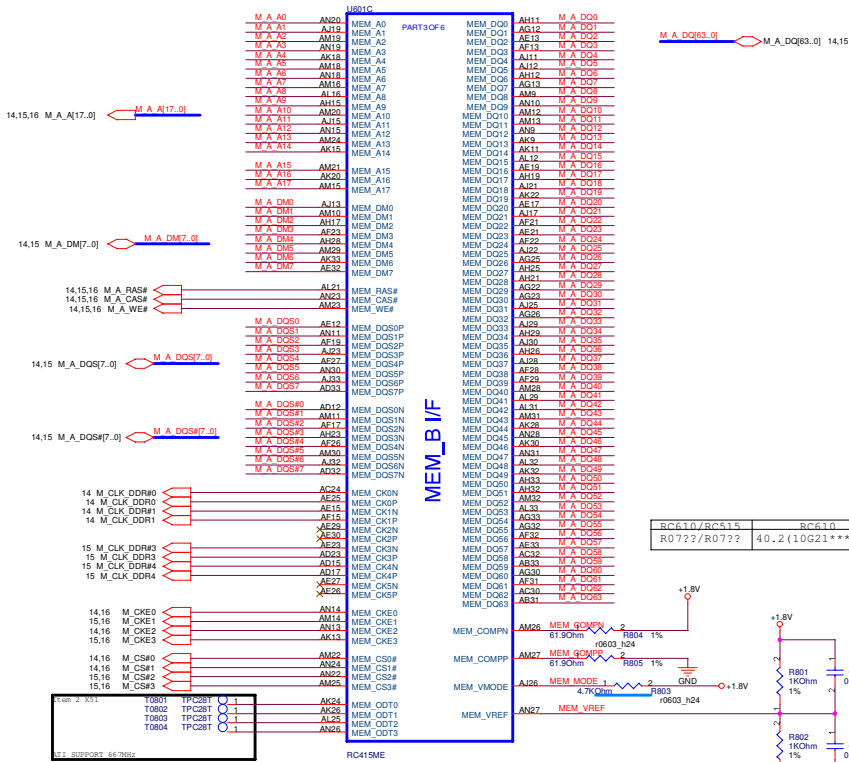 U601C
PART3OF6
M_A_A0 AN20 MEM_A0
M_A_A1 AJ19 MEM_A1
M_A_A2 AM19 MEM_A2
M_A_A3 AN19 MEM_A3
M_A_A4 AK18 MEM_A4
M_A_A5 AM18 MEM_A5
M_A_A6 AN18 MEM_A6
M_A_A7 AM16 MEM_A7
M_A_A8 AL16 MEM_A8
M_A_A9 AH15 MEM_A9
M_A_A10 AM20 MEM_A10
M_A_A11 AJ15 MEM_A11
M_A_A12 AN15 MEM_A12
M_A_A13 AM24 MEM_A13
M_A_A14 AK15 MEM_A14
14,15,16 M_A_A[17..0] M_A_A[17..0]
M_A_A15 AM21 MEM_A15
M_A_A16 AK20 MEM_A16
M_A_A17 AM15 MEM_A17
M_A_DM0 AJ13 MEM_DM0
M_A_DM1 AM10 MEM_DM1
M_A_DM2 AH17 MEM_DM2
M_A_DM3 AF23 MEM_DM3
M_A_DM4 AH28 MEM_DM4
M_A_DM5 AM29 MEM_DM5
M_A_DM6 AK33 MEM_DM6
M_A_DM7 AE32 MEM_DM7
14,15 M_A_DM[7..0] M_A_DM[7..0]
14,15,16 M_A_RAS# AL21 MEM_RAS#
14,15,16 M_A_CAS# AN23 MEM_CAS#
14,15,16 M_A_WE# AM23 MEM_WE#
M_A_DQS0 AE12 MEM_DQS0P
M_A_DQS1 AN11 MEM_DQS1P
M_A_DQS2 AF19 MEM_DQS2P
M_A_DQS3 AJ23 MEM_DQS3P
M_A_DQS4 AF27 MEM_DQS4P
M_A_DQS5 AN30 MEM_DQS5P
M_A_DQS6 AJ33 MEM_DQS6P
M_A_DQS7 AD33 MEM_DQS7P
14,15 M_A_DQS[7..0] M_A_DQS[7..0]
M_A_DQS#0 AD12 MEM_DQS0N
M_A_DQS#1 AM11 MEM_DQS1N
M_A_DQS#2 AF17 MEM_DQS2N
M_A_DQS#3 AH23 MEM_DQS3N
M_A_DQS#4 AF26 MEM_DQS4N
M_A_DQS#5 AM30 MEM_DQS5N
M_A_DQS#6 AJ32 MEM_DQS6N
M_A_DQS#7 AD32 MEM_DQS7N
14,15 M_A_DQS#[7..0] M_A_DQS#[7..0]
14 M_CLK_DDR#0 AC24 MEM_CK0N
14 M_CLK_DDR0 AE25 MEM_CK0P
14 M_CLK_DDR#1 AE15 MEM_CK1N
14 M_CLK_DDR1 AF15 MEM_CK1P
AE29 MEM_CK2N
AE30 MEM_CK2P
15 M_CLK_DDR#3 AE23 MEM_CK3N
15 M_CLK_DDR3 AD23 MEM_CK3P
15 M_CLK_DDR#4 AD15 MEM_CK4N
15 M_CLK_DDR4 AD17 MEM_CK4P
AE27 MEM_CK5N
AE26 MEM_CK5P
14,16 M_CKE0 AN14 MEM_CKE0
15,16 M_CKE1 AM14 MEM_CKE1
14,16 M_CKE2 AN13 MEM_CKE2
15,16 M_CKE3 AK13 MEM_CKE3
14,16 M_CS#0 AM22 MEM_CS0#
14,16 M_CS#1 AN24 MEM_CS1#
15,16 M_CS#2 AN22 MEM_CS2#
15,16 M_CS#3 AM25 MEM_CS3#
Item 2 X51
T0801 TPC28T 1 AK24 MEM_ODT0
T0802 TPC28T 1 AK26 MEM_ODT1
T0803 TPC28T 1 AL25 MEM_ODT2
T0804 TPC28T 1 AN26 MEM_ODT3
ATI SUPPORT 667MHz
MEM_B I/F
RC415ME
MEM_DQ0 AH11 M_A_DQ0
MEM_DQ1 AG12 M_A_DQ1
MEM_DQ2 AE13 M_A_DQ2
MEM_DQ3 AF13 M_A_DQ3
MEM_DQ4 AJ11 M_A_DQ4
MEM_DQ5 AJ12 M_A_DQ5
MEM_DQ6 AH12 M_A_DQ6
MEM_DQ7 AG13 M_A_DQ7
MEM_DQ8 AM9 M_A_DQ8
MEM_DQ9 AN10 M_A_DQ9
MEM_DQ10 AM12 M_A_DQ10
MEM_DQ11 AM13 M_A_DQ11
MEM_DQ12 AN9 M_A_DQ12
MEM_DQ13 AK9 M_A_DQ13
MEM_DQ14 AK11 M_A_DQ14
MEM_DQ15 AL12 M_A_DQ15
MEM_DQ16 AE19 M_A_DQ16
MEM_DQ17 AH19 M_A_DQ17
MEM_DQ18 AJ21 M_A_DQ18
MEM_DQ19 AK22 M_A_DQ19
MEM_DQ20 AE17 M_A_DQ20
MEM_DQ21 AJ17 M_A_DQ21
MEM_DQ22 AF21 M_A_DQ22
MEM_DQ23 AE21 M_A_DQ23
MEM_DQ24 AF22 M_A_DQ24
MEM_DQ25 AJ22 M_A_DQ25
MEM_DQ26 AG25 M_A_DQ26
MEM_DQ27 AH25 M_A_DQ27
MEM_DQ28 AH21 M_A_DQ28
MEM_DQ29 AG22 M_A_DQ29
MEM_DQ30 AG23 M_A_DQ30
MEM_DQ31 AJ25 M_A_DQ31
MEM_DQ32 AG26 M_A_DQ32
MEM_DQ33 AJ29 M_A_DQ33
MEM_DQ34 AH29 M_A_DQ34
MEM_DQ35 AJ30 M_A_DQ35
MEM_DQ36 AH26 M_A_DQ36
MEM_DQ37 AJ28 M_A_DQ37
MEM_DQ38 AF28 M_A_DQ38
MEM_DQ39 AF29 M_A_DQ39
MEM_DQ40 AM28 M_A_DQ40
MEM_DQ41 AL29 M_A_DQ41
MEM_DQ42 AL31 M_A_DQ42
MEM_DQ43 AM31 M_A_DQ43
MEM_DQ44 AK28 M_A_DQ44
MEM_DQ45 AN28 M_A_DQ45
MEM_DQ46 AK30 M_A_DQ46
MEM_DQ47 AN31 M_A_DQ47
MEM_DQ48 AL32 M_A_DQ48
MEM_DQ49 AK32 M_A_DQ49
MEM_DQ50 AH33 M_A_DQ50
MEM_DQ51 AH32 M_A_DQ51
MEM_DQ52 AM32 M_A_DQ52
MEM_DQ53 AL33 M_A_DQ53
MEM_DQ54 AG33 M_A_DQ54
MEM_DQ55 AG32 M_A_DQ55
MEM_DQ56 AF32 M_A_DQ56
MEM_DQ57 AE33 M_A_DQ57
MEM_DQ58 AC32 M_A_DQ58
MEM_DQ59 AB33 M_A_DQ59
MEM_DQ60 AG30 M_A_DQ60
MEM_DQ61 AF31 M_A_DQ61
MEM_DQ62 AC30 M_A_DQ62
MEM_DQ63 AB31 M_A_DQ63
M_A_DQ[63..0] M_A_DQ[63..0] 14,15
RC610/RC515 RC610
R07??/R07?? 40.2(10G21***
+1.8V
MEM_COMPN AM26 MEM_COMPN 1 2
61.9Ohm R804 1%
r0603_h24
MEM_COMPP AM27 MEM_COMPP 1 2
61.9Ohm R805 1%
GND
MEM_VMODE AJ26 MEM_MODE 1 2 +1.8V
4.7KOhm R803
r0603_h24
MEM_VREF AN27 MEM_VREF
+1.8V
R801
1KOhm
1%
R802
1KOhm
1%